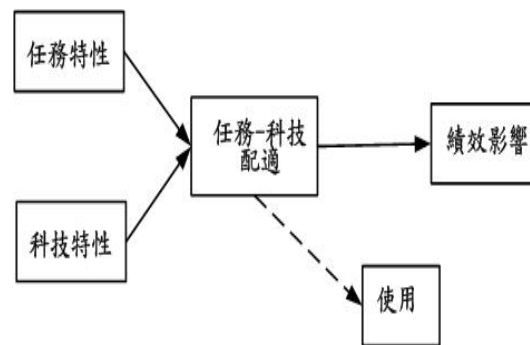 任務特性
任務-科技
配適
績效影響
科技特性
使用